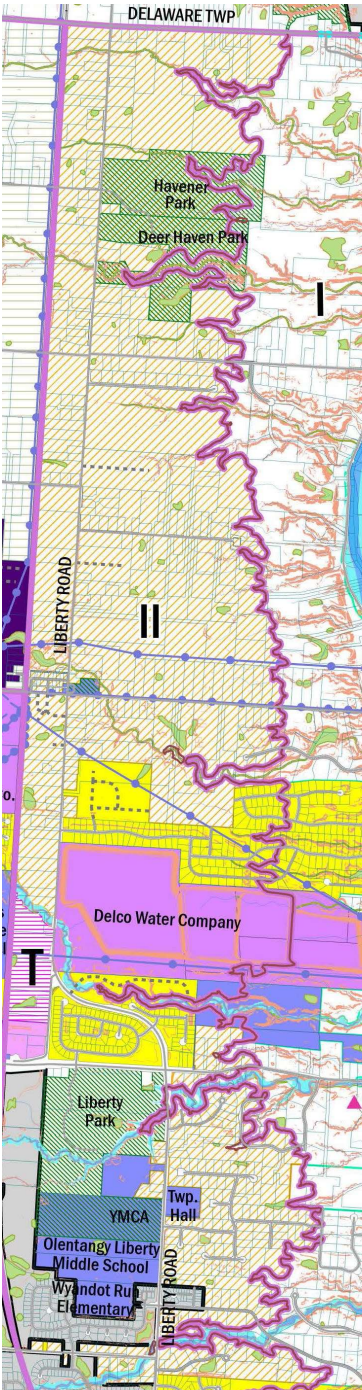 DELAWARE TWP
Havener
Park
Deer Haven Park
I
LIBERTY ROAD
II
o.
Delco Water Company
T
Liberty
Park
Twp.
Hall
YMCA
Olentangy Liberty
Middle School
Wyandot Ru
Elementary
LIBERTY ROAD